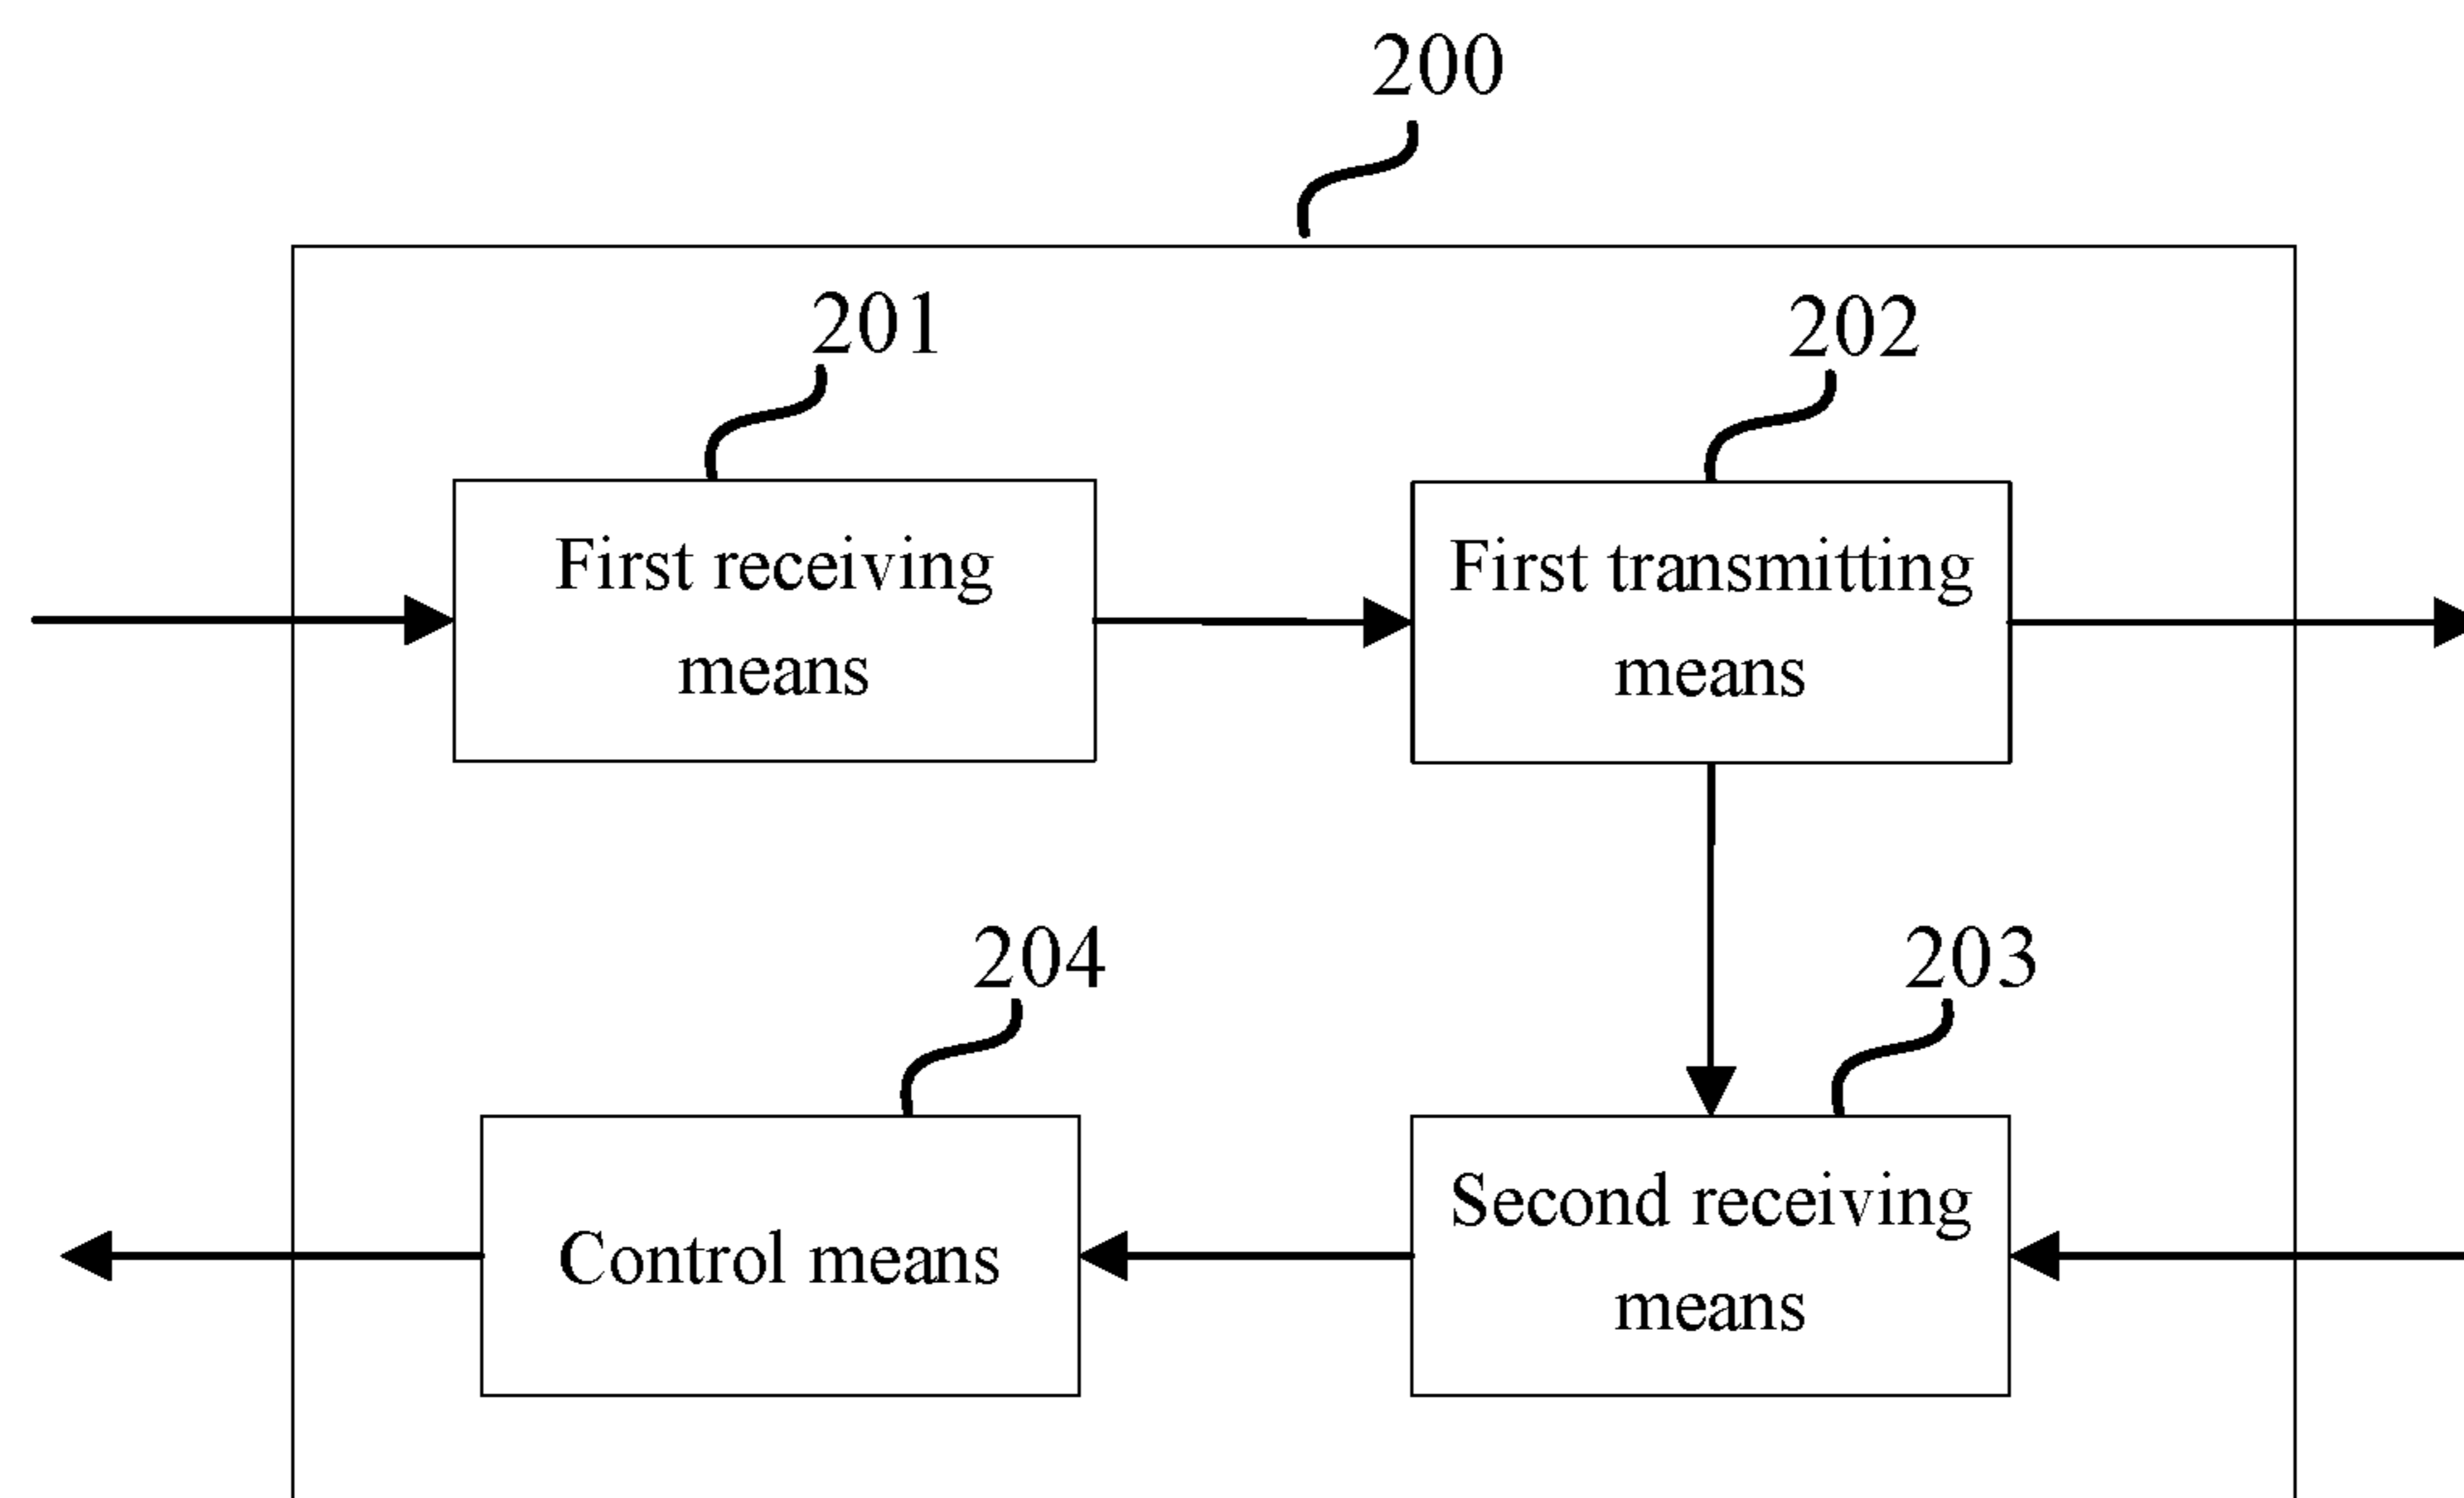 200
201
202
First receiving
means
First transmitting
means
204
203
Control means
Second receiving
means